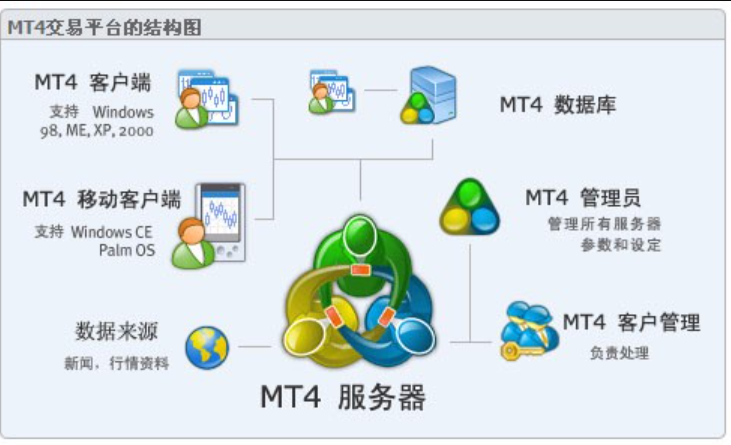 MT4交易平台的结构图
MT4 客户端
支持 Windows
98, ME, XP, 2000
MT4 数据库
MT4 移动客户端
支持 Windows CE
Palm OS
MT4 管理员
管理所有服务器
参数和设定
数据来源
新闻，行情资料
MT4 客户管理
负责处理
MT4 服务器